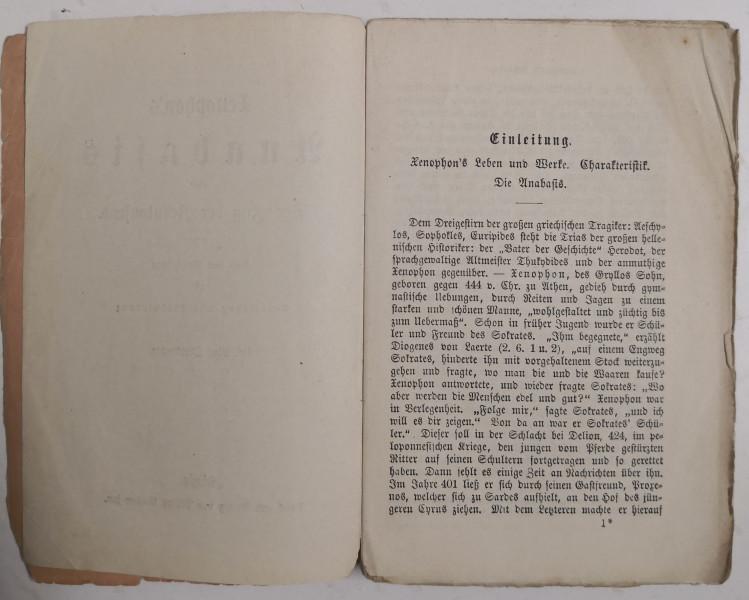 Einleitung.
Xenophon's Leben und Werke. Charakteristik.
Die Anabasis.
Dem Dreigestirn der großen griechischen Tragiker: Aeschy-
los, Sophokles, Euripides steht die Trias der großen helle-
nischen Historiker: der „Vater der Geschichte" Herodot, der
sprachgewaltige Altmeister Thukydides und der anmuthige
Xenophon gegenüber. — Xenophon, des Gryllos Sohn,
geboren gegen 444 v. Chr. zu Athen, gedieh durch gym-
nastische Uebungen, durch Reiten und Jagen zu einem
starken und schönen Manne, „wohlgestaltet und züchtig bis
zum Uebermaß". Schon in früher Jugend wurde er Schü-
ler und Freund des Sokrates. „Ihm begegnete," erzählt
Diogenes von Laerte (2. 6. 1 u. 2), „auf einem Engweg
Sokrates, hinderte ihn mit vorgehaltenem Stock weiterzu-
gehen und fragte, wo man die und die Waaren kaufe?
Xenophon antwortete, und wieder fragte Sokrates: „Wo
aber werden die Menschen edel und gut?" Xenophon war
in Verlegenheit. „Folge mir," sagte Sokrates, „und ich
will es dir zeigen." Von da an war er Sokrates' Schü-
ler." Dieser soll in der Schlacht bei Delion, 424, im pe-
loponnesischen Kriege, den jungen vom Pferde gestürzten
Ritter auf seinen Schultern fortgetragen und so gerettet
haben. Dann fehlt es einige Zeit an Nachrichten über ihn.
Im Jahre 401 ließ er sich durch seinen Gastfreund, Proxe-
nos, welcher sich zu Sardes aufhielt, an den Hof des jün-
geren Cyrus ziehen. Mit dem Letzteren machte er hierauf
1*